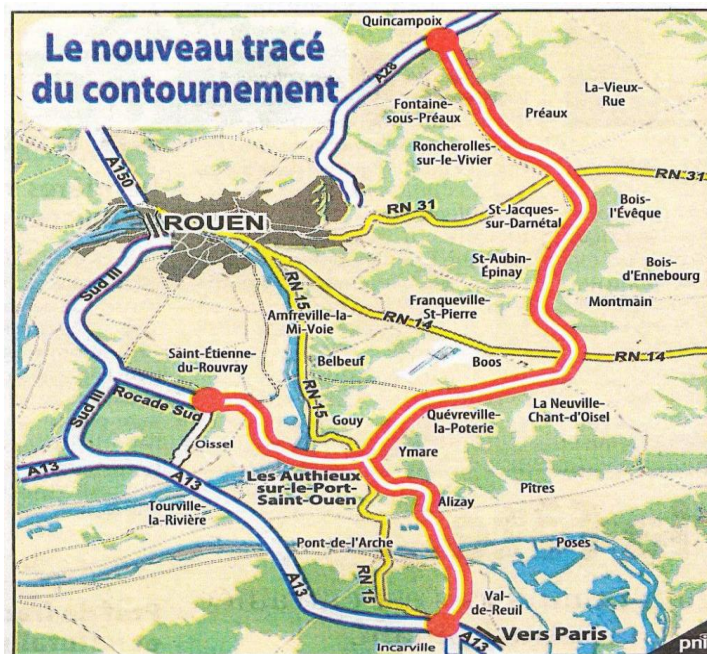 Le nouveau tracé
du contournement
Quincampoix
A28
La-Vieux-
Rue
Fontaine-
sous-Préaux
Préaux
Roncherolles-
sur-le-Vivier
A150
RN 31
RN 31
ROUEN
St-Jacques-
sur-Darnétal
Bois-
l'Évêque
St-Aubin-
Épinay
Bois-
d'Ennebourg
Sud III
RN 15
Amfreville-la-
Mi-Voie
Franqueville-
St-Pierre
Montmain
RN 14
Saint-Étienne-
du-Rouvray
Belbeuf
Boos
RN 14
Rocade Sud
Sud III
RN 15
Gouy
Quévreville-
la-Poterie
La Neuville-
Chant-d'Oisel
Oissel
Ymare
A13
A13
Les Authieux
sur-le-Port-
Saint-Ouen
Alizay
Pîtres
Tourville-
la-Rivière
Pont-de-l'Arche
Poses
A13
RN 15
Val-
de-Reuil
Vers Paris
A13
Incarville
pni